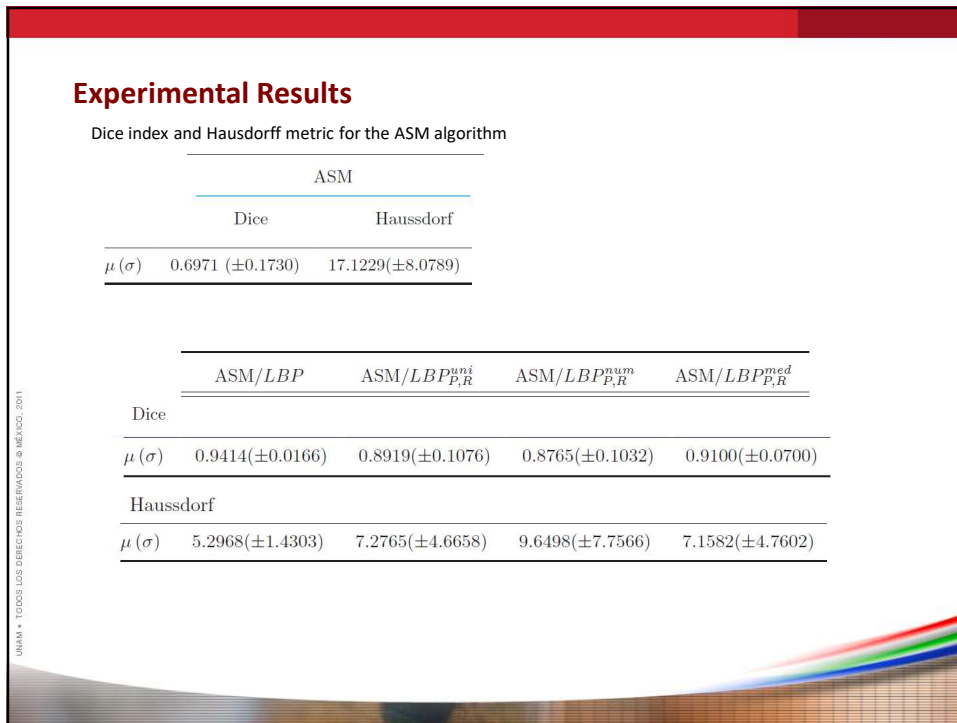 Experimental Results
Dice index and Hausdorff metric for the ASM algorithm
ASM
Dice Haussdorf
μ (σ) 0.6971 (±0.1730) 17.1229(±8.0789)
ASM/LBP ASM/LBP^{uni}_{P,R} ASM/LBP^{num}_{P,R} ASM/LBP^{med}_{P,R}
Dice
μ (σ) 0.9414(±0.0166) 0.8919(±0.1076) 0.8765(±0.1032) 0.9100(±0.0700)
Haussdorf
μ (σ) 5.2968(±1.4303) 7.2765(±4.6658) 9.6498(±7.7566) 7.1582(±4.7602)
UNAM • TODOS LOS DERECHOS RESERVADOS @ MÉXICO, 2011